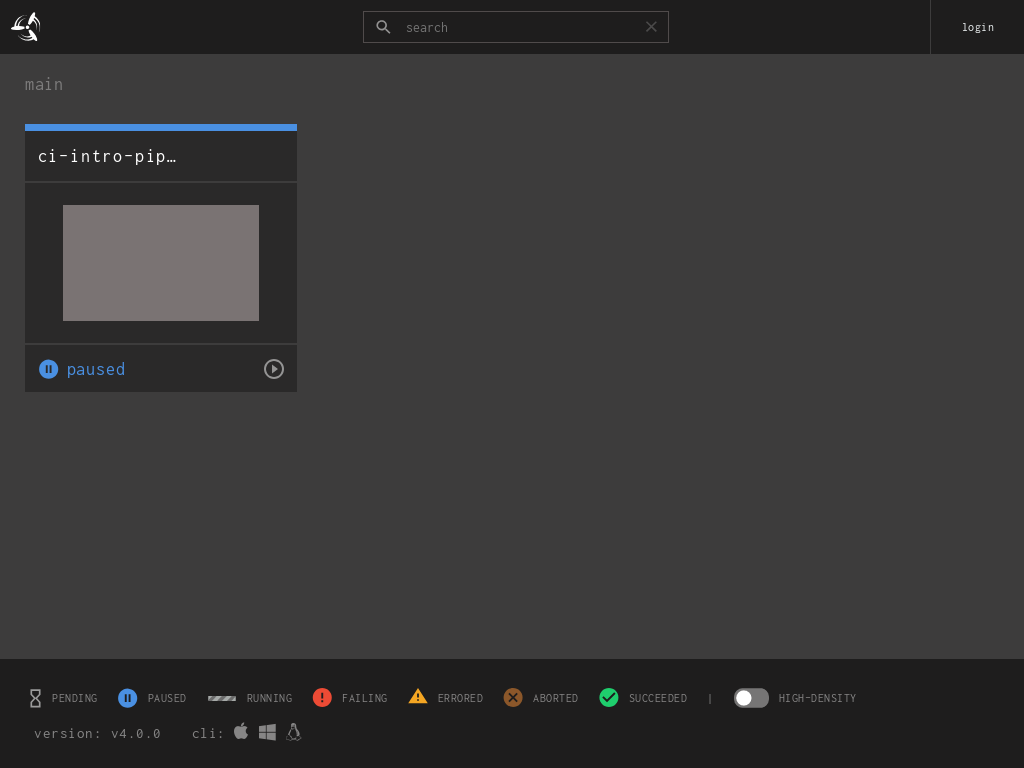 search
login
main
ci-intro-pip…
paused
PENDING PAUSED RUNNING FAILING ERRORED ABORTED SUCCEEDED | HIGH-DENSITY
version: v4.0.0 cli: